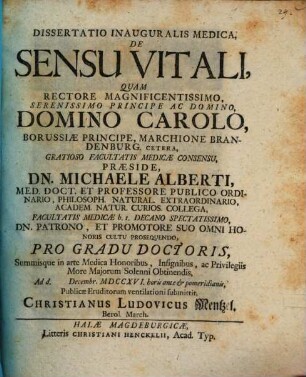 DISSERTATIO INAUGURALIS MEDICA,
DE
SENSU VITALI,
QUAM
RECTORE MAGNIFICENTISSIMO,
SERENISSIMO PRINCIPE AC DOMINO,
DOMINO CAROLO,
BORUSSIÆ PRINCIPE, MARCHIONE BRAN-
DENBURG. CETERA,
GRATIOSO FACULTATIS MEDICÆ CONSENSU,
PRÆSIDE,
DN. MICHAELE ALBERTI,
MED. DOCT. ET PROFESSORE PUBLICO ORDI-
NARIO, PHILOSOPH. NATURAL. EXTRAORDINARIO,
ACADEM NATUR CURIOS COLLEGA,
FACULTATIS MEDICÆ h. t. DECANO SPECTATISSIMO,
DN. PATRONO, ET PROMOTORE SUO OMNI HO-
NORIS CULTU PROSEQUENDO,
PRO GRADU DOCTORIS,
Summisque in arte Medica Honoribus, Insignibus, ac Privilegiis
More Majorum Solenni Obtinendis,
Ad d. Decembr. MDCCXVI. horis ante & pomeridianis,
Publicæ Eruditorum ventilationi submittit.
CHRISTIANUS LUDOVICUS Mentzel,
Berol. March.
HALÆ MAGDEBURGICÆ,
Litteris CHRISTIANI HENCKELII, Acad. Typ.